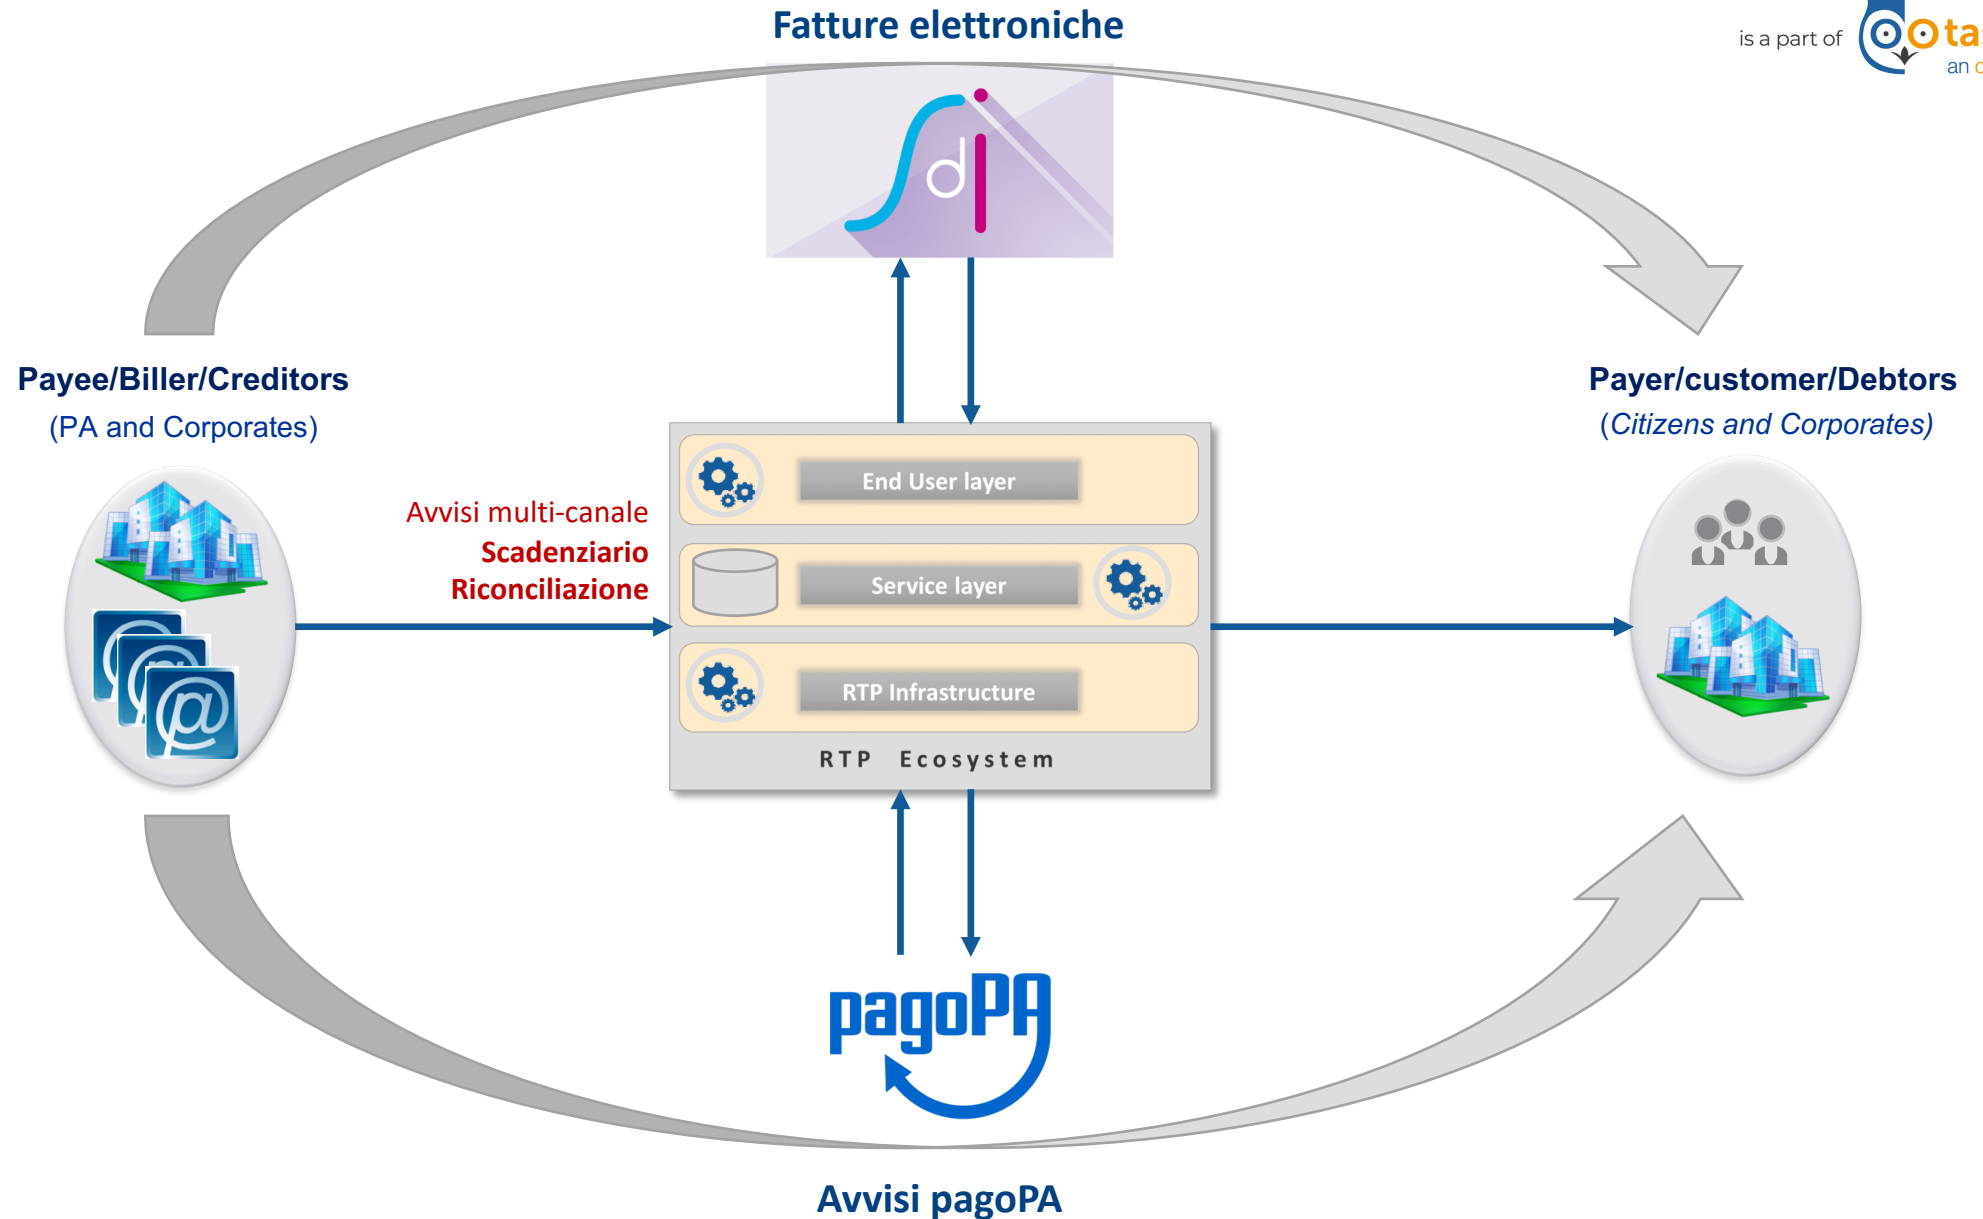 Fatture elettroniche
is a part of
Payee/Biller/Creditors
(PA and Corporates)
Payer/customer/Debtors
(Citizens and Corporates)
Avvisi multi-canale
Scadenziario
Riconciliazione
End User layer
Service layer
RTP Infrastructure
RTP Ecosystem
pagoPA
Avvisi pagoPA